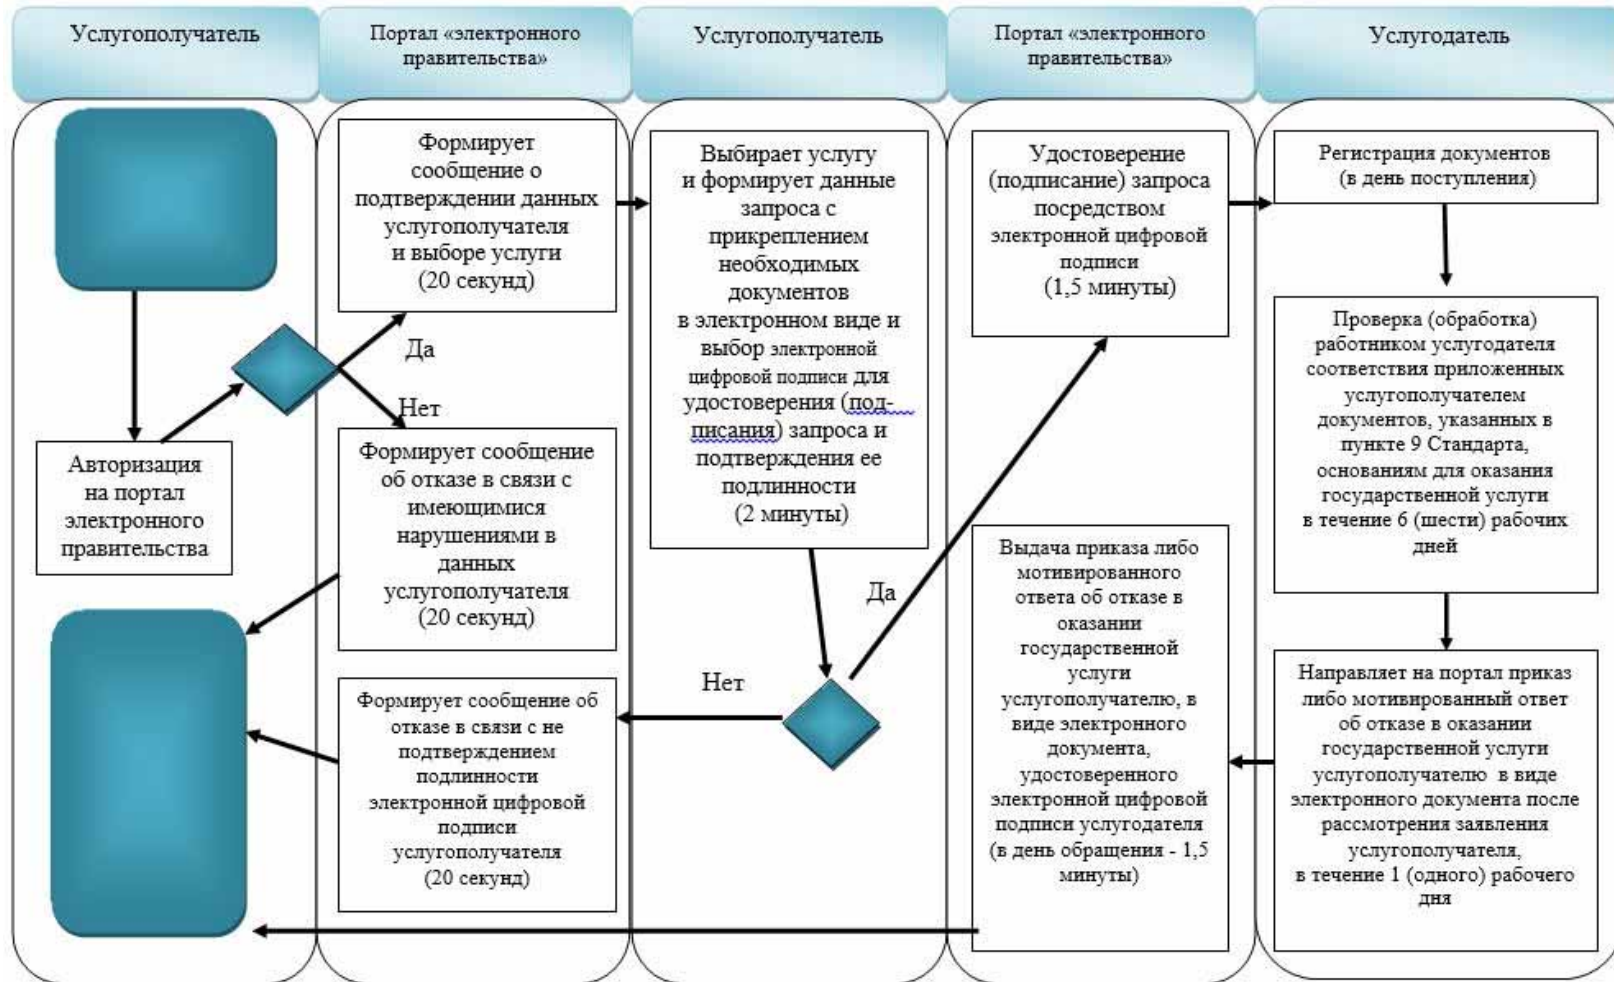 Услугополучатель
Портал «электронного
правительства»
Услугополучатель
Портал «электронного
правительства»
Услугодатель
Авторизация
на портал
электронного
правительства
Формирует
сообщение о
подтверждении данных
услугополучателя
и выборе услуги
(20 секунд)
Да
Нет
Формирует сообщение
об отказе в связи с
имеющимися
нарушениями в
данных
услугополучателя
(20 секунд)
Формирует сообщение об
отказе в связи с не
подтверждением
подлинности
электронной цифровой
подписи
услугополучателя
(20 секунд)
Выбирает услугу
и формирует данные
запроса с
прикреплением
необходимых
документов
в электронном виде и
выбор электронной
цифровой подписи для
удостоверения (под-
писания) запроса и
подтверждения ее
подлинности
(2 минуты)
Да
Нет
Удостоверение
(подписание) запроса
посредством
электронной цифровой
подписи
(1,5 минуты)
Выдача приказа либо
мотивированного
ответа об отказе в
оказании
государственной
услуги
услугополучателю, в
виде электронного
документа,
удостоверенного
электронной цифровой
подписи услугодателя
(в день обращения - 1,5
минуты)
Регистрация документов
(в день поступления)
Проверка (обработка)
работником услугодателя
соответствия приложенных
услугополучателем
документов, указанных в
пункте 9 Стандарта,
основаниям для оказания
государственной услуги
в течение 6 (шести) рабочих
дней
Направляет на портал приказ
либо мотивированный ответ
об отказе в оказании
государственной услуги
услугополучателю в виде
электронного документа после
рассмотрения заявления
услугополучателя,
в течение 1 (одного) рабочего
дня